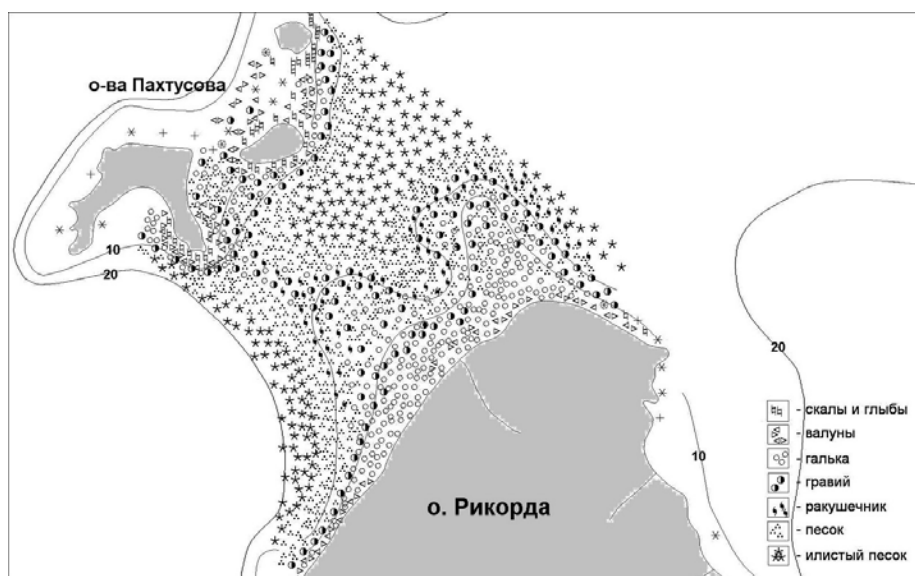 о-ва Пахтусова
10
20
20
10
о. Рикорда
- скалы и глыбы
- валуны
- галька
- гравий
- ракушечник
- песок
- илистый песок